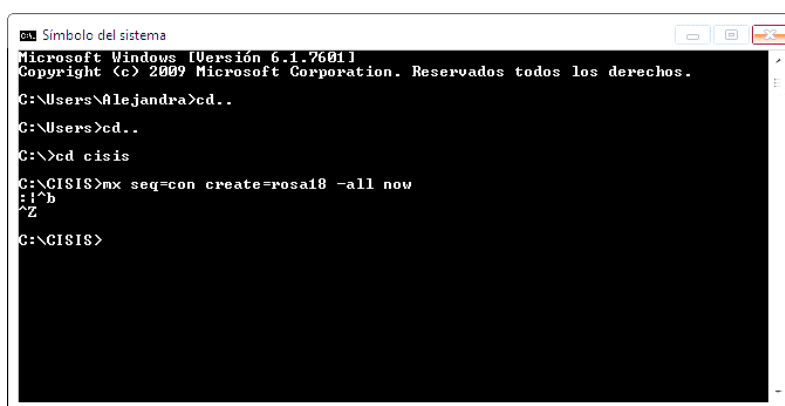 Símbolo del sistema
Microsoft Windows [Versión 6.1.7601]
Copyright (c) 2009 Microsoft Corporation. Reservados todos los derechos.
C:\Users\Alejandra>cd..
C:\Users>cd..
C:\>cd cisis
C:\CISIS>mx seq=con create=rosa18 -all now
:¦^b
^Z
C:\CISIS>